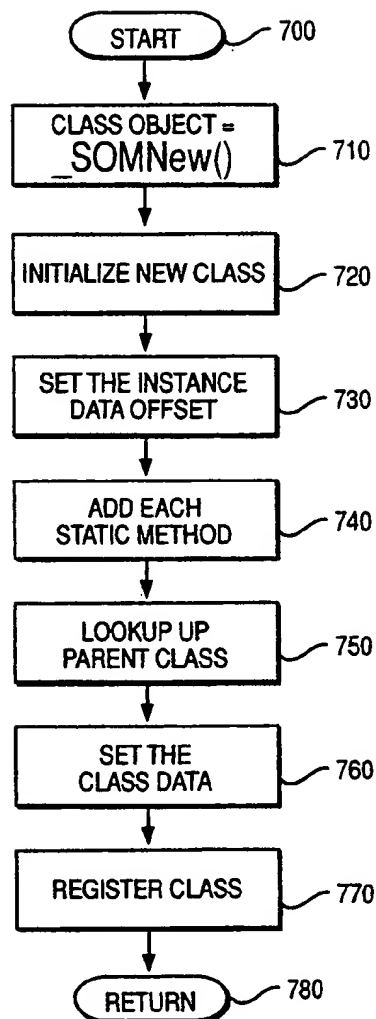 START
700
CLASS OBJECT =
_SOMNew()
710
INITIALIZE NEW CLASS
720
SET THE INSTANCE
DATA OFFSET
730
ADD EACH
STATIC METHOD
740
LOOKUP UP
PARENT CLASS
750
SET THE
CLASS DATA
760
REGISTER CLASS
770
RETURN
780